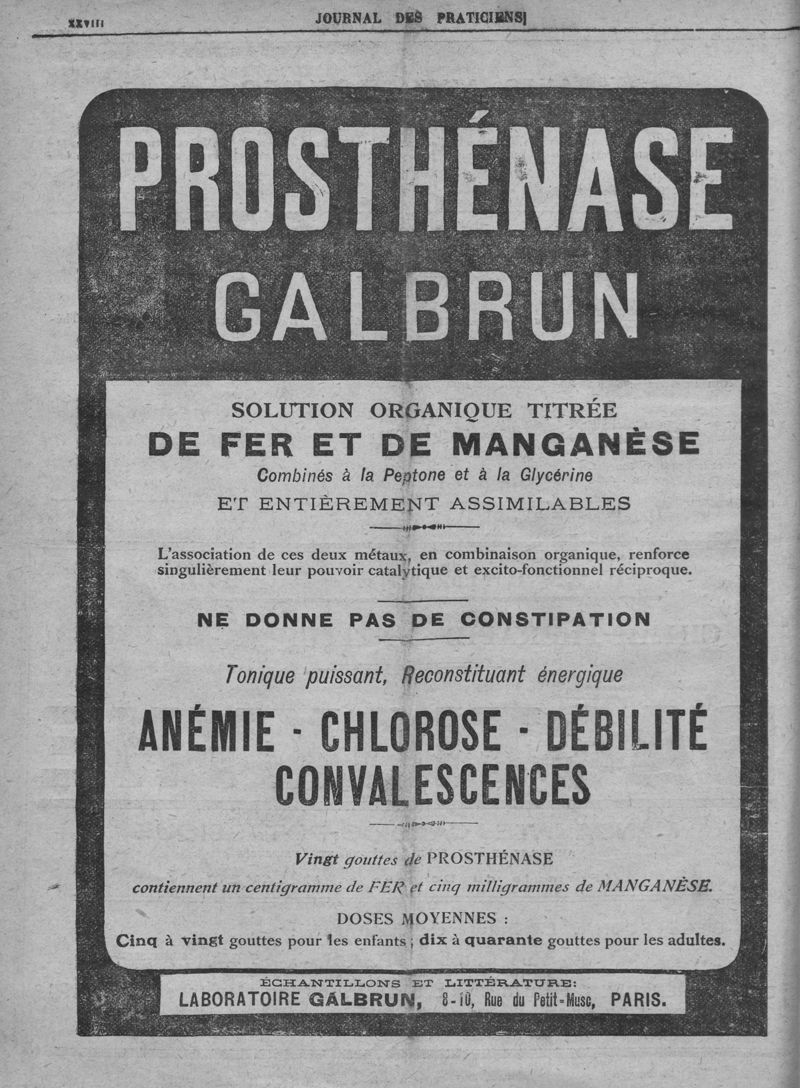 XXVIII
JOURNAL DES PRATICIENS
PROSTHÉNASE
GALBRUN
SOLUTION ORGANIQUE TITRÉE
DE FER ET DE MANGANÈSE
Combinés à la Peptone et à la Glycérine
ET ENTIÈREMENT ASSIMILABLES
L'association de ces deux métaux, en combinaison organique, renforce
singulièrement leur pouvoir catalytique et excito-fonctionnel réciproque.
NE DONNE PAS DE CONSTIPATION
Tonique puissant, Reconstituant énergique
ANÉMIE - CHLOROSE - DÉBILITÉ
CONVALESCENCES
Vingt gouttes de PROSTHÉNASE
contiennent un centigramme de FER et cinq milligrammes de MANGANÈSE.
DOSES MOYENNES :
Cinq à vingt gouttes pour les enfants ; dix à quarante gouttes pour les adultes.
ÉCHANTILLONS ET LITTÉRATURE:
LABORATOIRE GALBRUN, 8-10, Rue du Petit-Musc, PARIS.